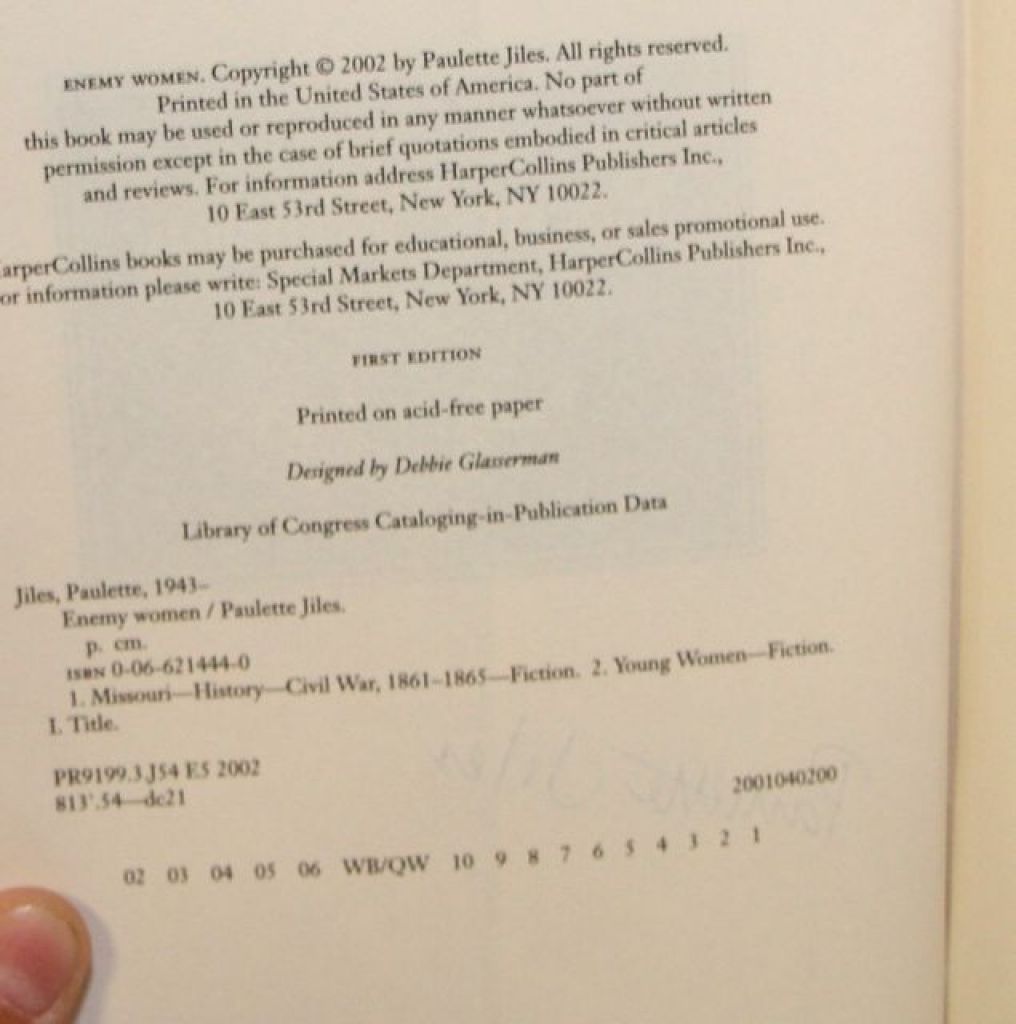 ENEMY WOMEN. Copyright © 2002 by Paulette Jiles. All rights reserved.
Printed in the United States of America. No part of
this book may be used or reproduced in any manner whatsoever without written
permission except in the case of brief quotations embodied in critical articles
and reviews. For information address HarperCollins Publishers Inc.,
10 East 53rd Street, New York, NY 10022.
arperCollins books may be purchased for educational, business, or sales promotional use.
or information please write: Special Markets Department, HarperCollins Publishers Inc.,
10 East 53rd Street, New York, NY 10022.
FIRST EDITION
Printed on acid-free paper
Designed by Debbie Glasserman
Library of Congress Cataloging-in-Publication Data
Jiles, Paulette, 1943–
Enemy women / Paulette Jiles.
p. cm.
ISBN 0-06-621444-0
1. Missouri—History—Civil War, 1861–1865—Fiction. 2. Young Women—Fiction.
I. Title.
PR9199.3.J54 E5 2002
813'.54—dc21
2001040200
02 03 04 05 06 WB/QW 10 9 8 7 6 5 4 3 2 1